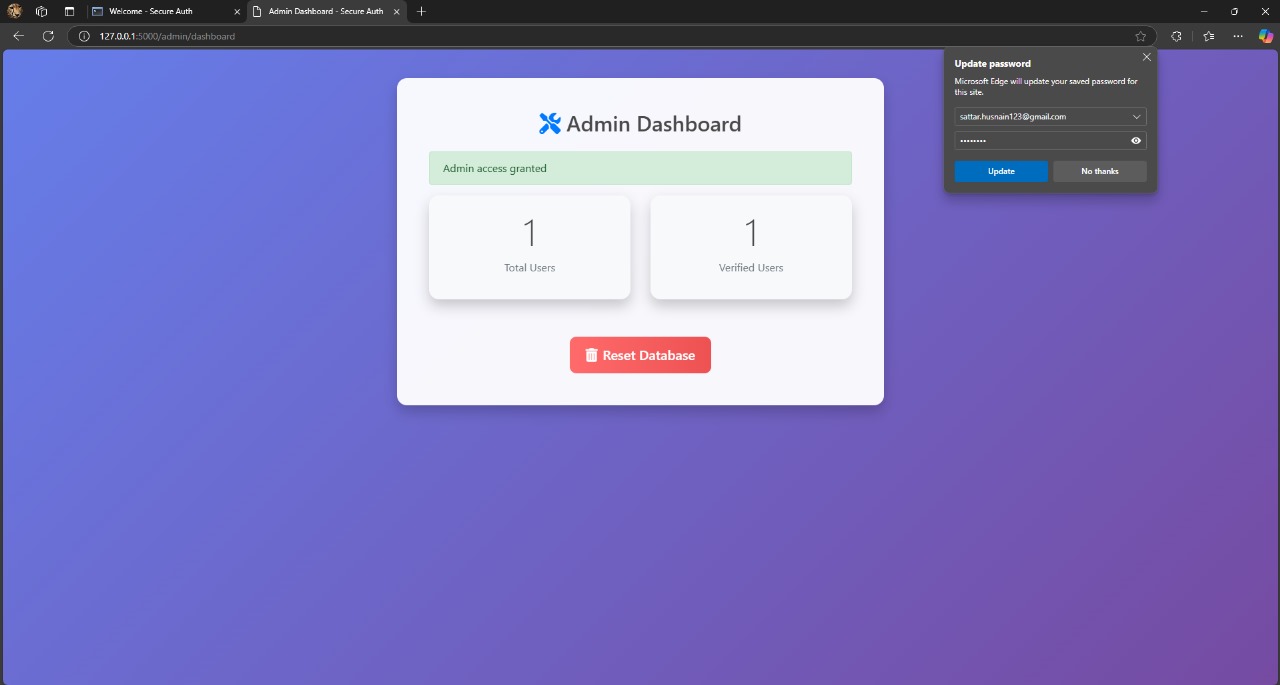 Welcome - Secure Auth
Admin Dashboard - Secure Auth
127.0.0.1:5000/admin/dashboard
Update password
Microsoft Edge will update your saved password for
this site.
sattar.husnain123@gmail.com
••••••••
Update
No thanks
Admin Dashboard
Admin access granted
1
Total Users
1
Verified Users
Reset Database